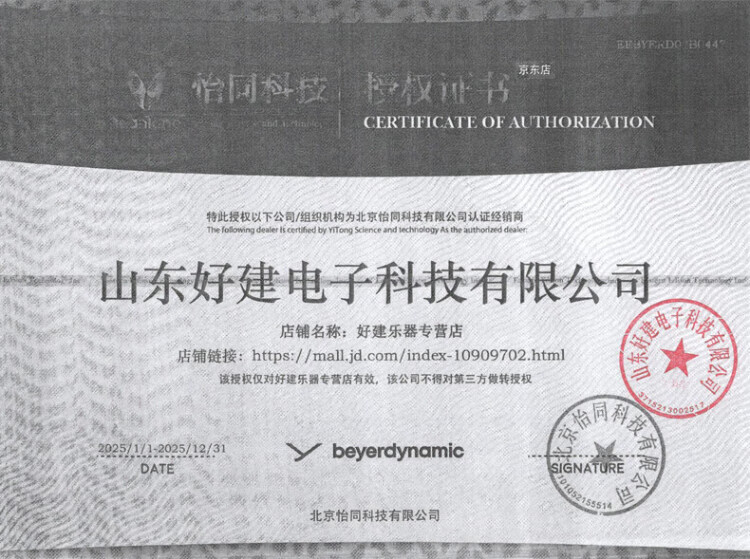 京东店
怡同科技 授权证书
CERTIFICATE OF AUTHORIZATION
特此授权以下公司/组织机构为北京怡同科技有限公司认证经销商
The following dealer is certified by YiTong Science and technology As the authorized dealer:
山东好建电子科技有限公司
店铺名称：好建乐器专营店
店铺链接：https://mall.jd.com/index-10909702.html
该授权仅对好建乐器专营店有效，该公司不得对第三方做转授权
山东好建电子科技有限公司
3715213002517
2025/1/1-2025/12/31
DATE
beyerdynamic
北京怡同科技有限公司
SIGNATURE
北京怡同科技有限公司